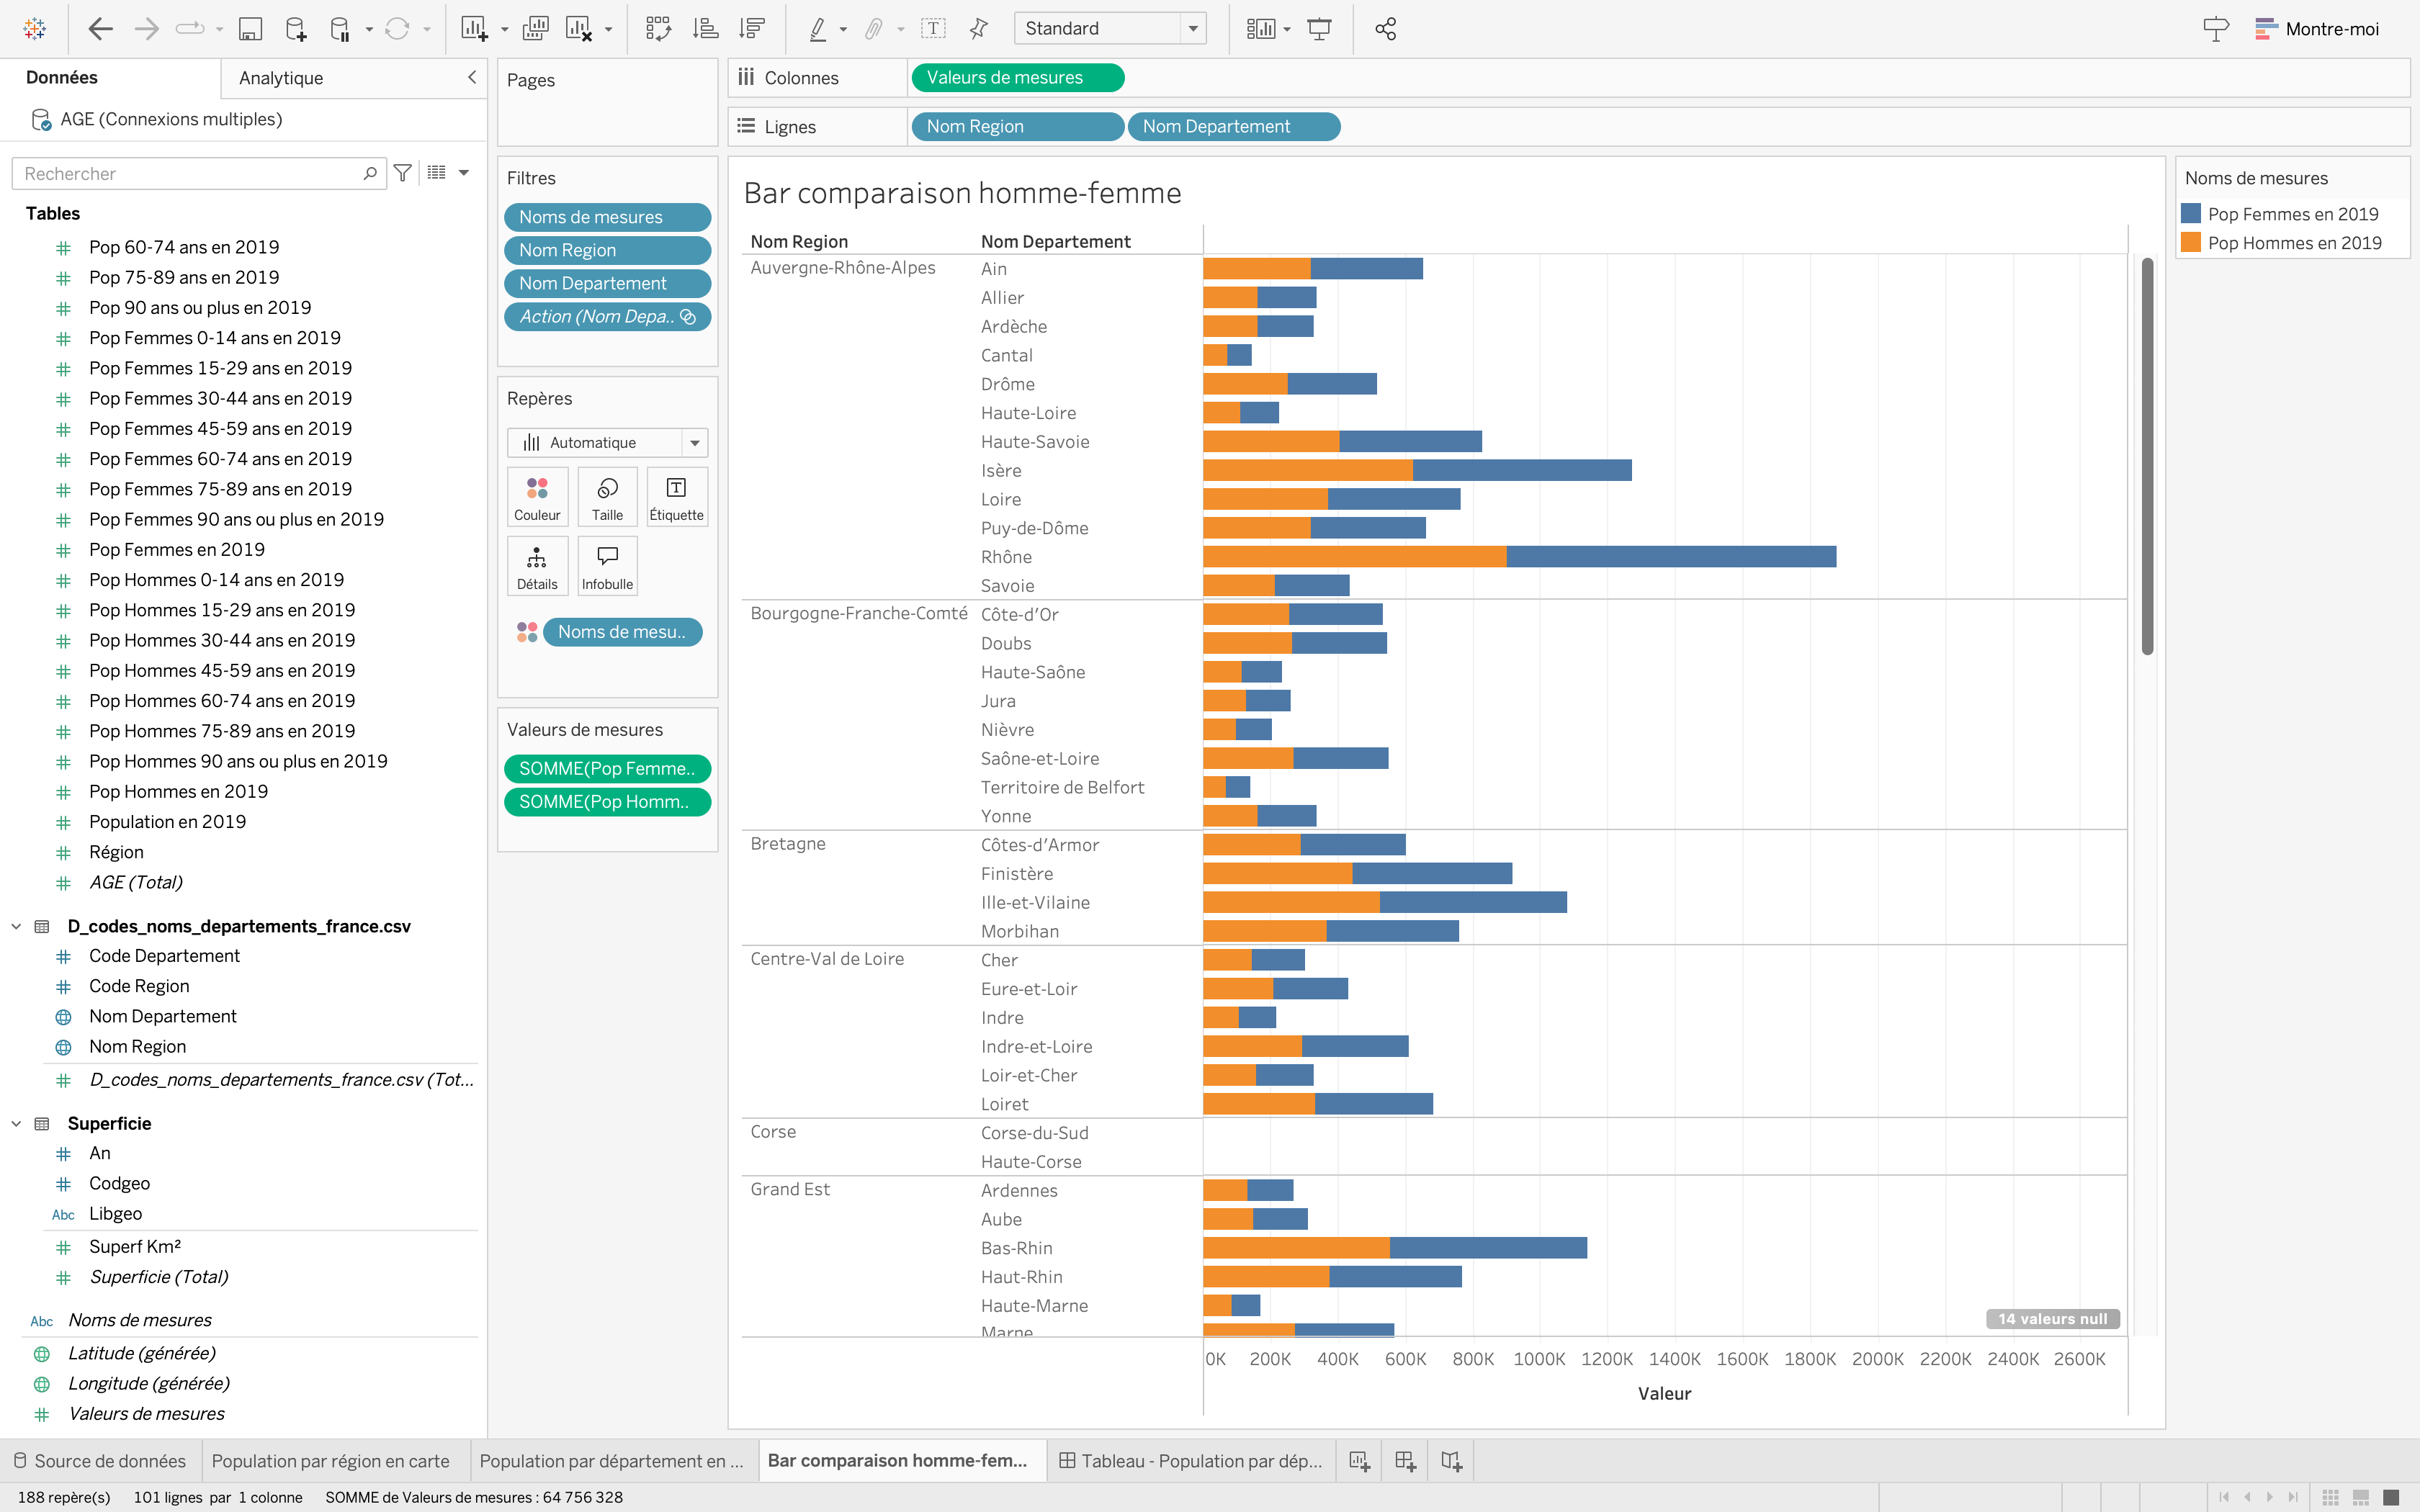 Standard
Montre-moi
Données
Analytique
AGE (Connexions multiples)
Rechercher
Tables
Pop 60-74 ans en 2019
Pop 75-89 ans en 2019
Pop 90 ans ou plus en 2019
Pop Femmes 0-14 ans en 2019
Pop Femmes 15-29 ans en 2019
Pop Femmes 30-44 ans en 2019
Pop Femmes 45-59 ans en 2019
Pop Femmes 60-74 ans en 2019
Pop Femmes 75-89 ans en 2019
Pop Femmes 90 ans ou plus en 2019
Pop Femmes en 2019
Pop Hommes 0-14 ans en 2019
Pop Hommes 15-29 ans en 2019
Pop Hommes 30-44 ans en 2019
Pop Hommes 45-59 ans en 2019
Pop Hommes 60-74 ans en 2019
Pop Hommes 75-89 ans en 2019
Pop Hommes 90 ans ou plus en 2019
Pop Hommes en 2019
Population en 2019
Région
AGE (Total)
D_codes_noms_departements_france.csv
Code Departement
Code Region
Nom Departement
Nom Region
D_codes_noms_departements_france.csv (Tot...
Superficie
An
Codgeo
Abc Libgeo
Superf Km²
Superficie (Total)
Abc Noms de mesures
Latitude (générée)
Longitude (générée)
Valeurs de mesures
Pages
Filtres
Noms de mesures
Nom Region
Nom Departement
Action (Nom Depa..
Repères
Automatique
Couleur
Taille
Étiquette
Détails
Infobulle
Noms de mesu..
Valeurs de mesures
SOMME(Pop Femme..
SOMME(Pop Homm..
Colonnes
Valeurs de mesures
Lignes
Nom Region
Nom Departement
Bar comparaison homme-femme
Nom Region
Nom Departement
Auvergne-Rhône-Alpes
Ain
Allier
Ardèche
Cantal
Drôme
Haute-Loire
Haute-Savoie
Isère
Loire
Puy-de-Dôme
Rhône
Savoie
Bourgogne-Franche-Comté
Côte-d'Or
Doubs
Haute-Saône
Jura
Nièvre
Saône-et-Loire
Territoire de Belfort
Yonne
Bretagne
Côtes-d'Armor
Finistère
Ille-et-Vilaine
Morbihan
Centre-Val de Loire
Cher
Eure-et-Loir
Indre
Indre-et-Loire
Loir-et-Cher
Loiret
Corse
Corse-du-Sud
Haute-Corse
Grand Est
Ardennes
Aube
Bas-Rhin
Haut-Rhin
Haute-Marne
Marne
14 valeurs null
0K 200K 400K 600K 800K 1000K 1200K 1400K 1600K 1800K 2000K 2200K 2400K 2600K
Valeur
Noms de mesures
Pop Femmes en 2019
Pop Hommes en 2019
Source de données
Population par région en carte
Population par département en ...
Bar comparaison homme-fem...
Tableau - Population par dép...
188 repère(s)
101 lignes par 1 colonne
SOMME de Valeurs de mesures : 64 756 328